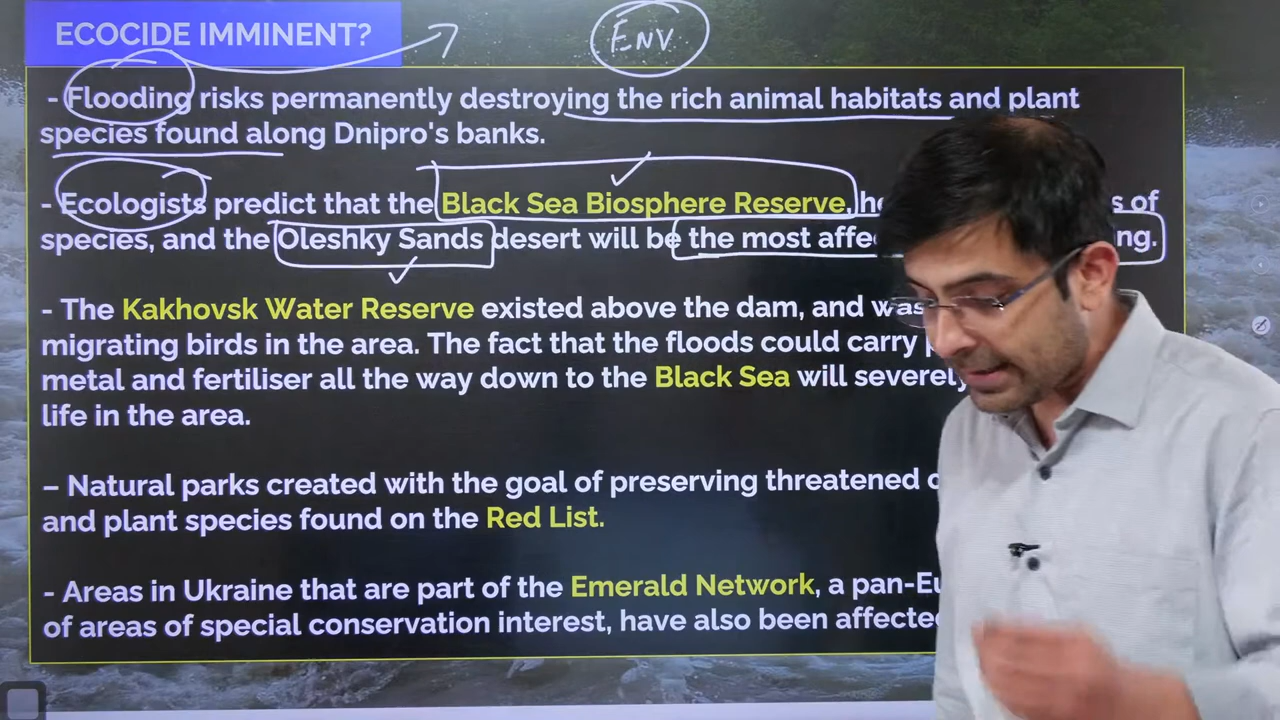 ECOCIDE IMMINENT?
ENV
- Flooding risks permanently destroying the rich animal habitats and plant
species found along Dnipro's banks.
- Ecologists predict that the Black Sea Biosphere Reserve, of
species, and the Oleshky Sands desert will be the most
- The Kakhovsk Water Reserve existed above the dam, and was
migrating birds in the area. The fact that the floods could carry
metal and fertiliser all the way down to the Black Sea will severely
life in the area.
– Natural parks created with the goal of preserving threatened
and plant species found on the Red List.
- Areas in Ukraine that are part of the Emerald Network, a
of areas of special conservation interest, have also been